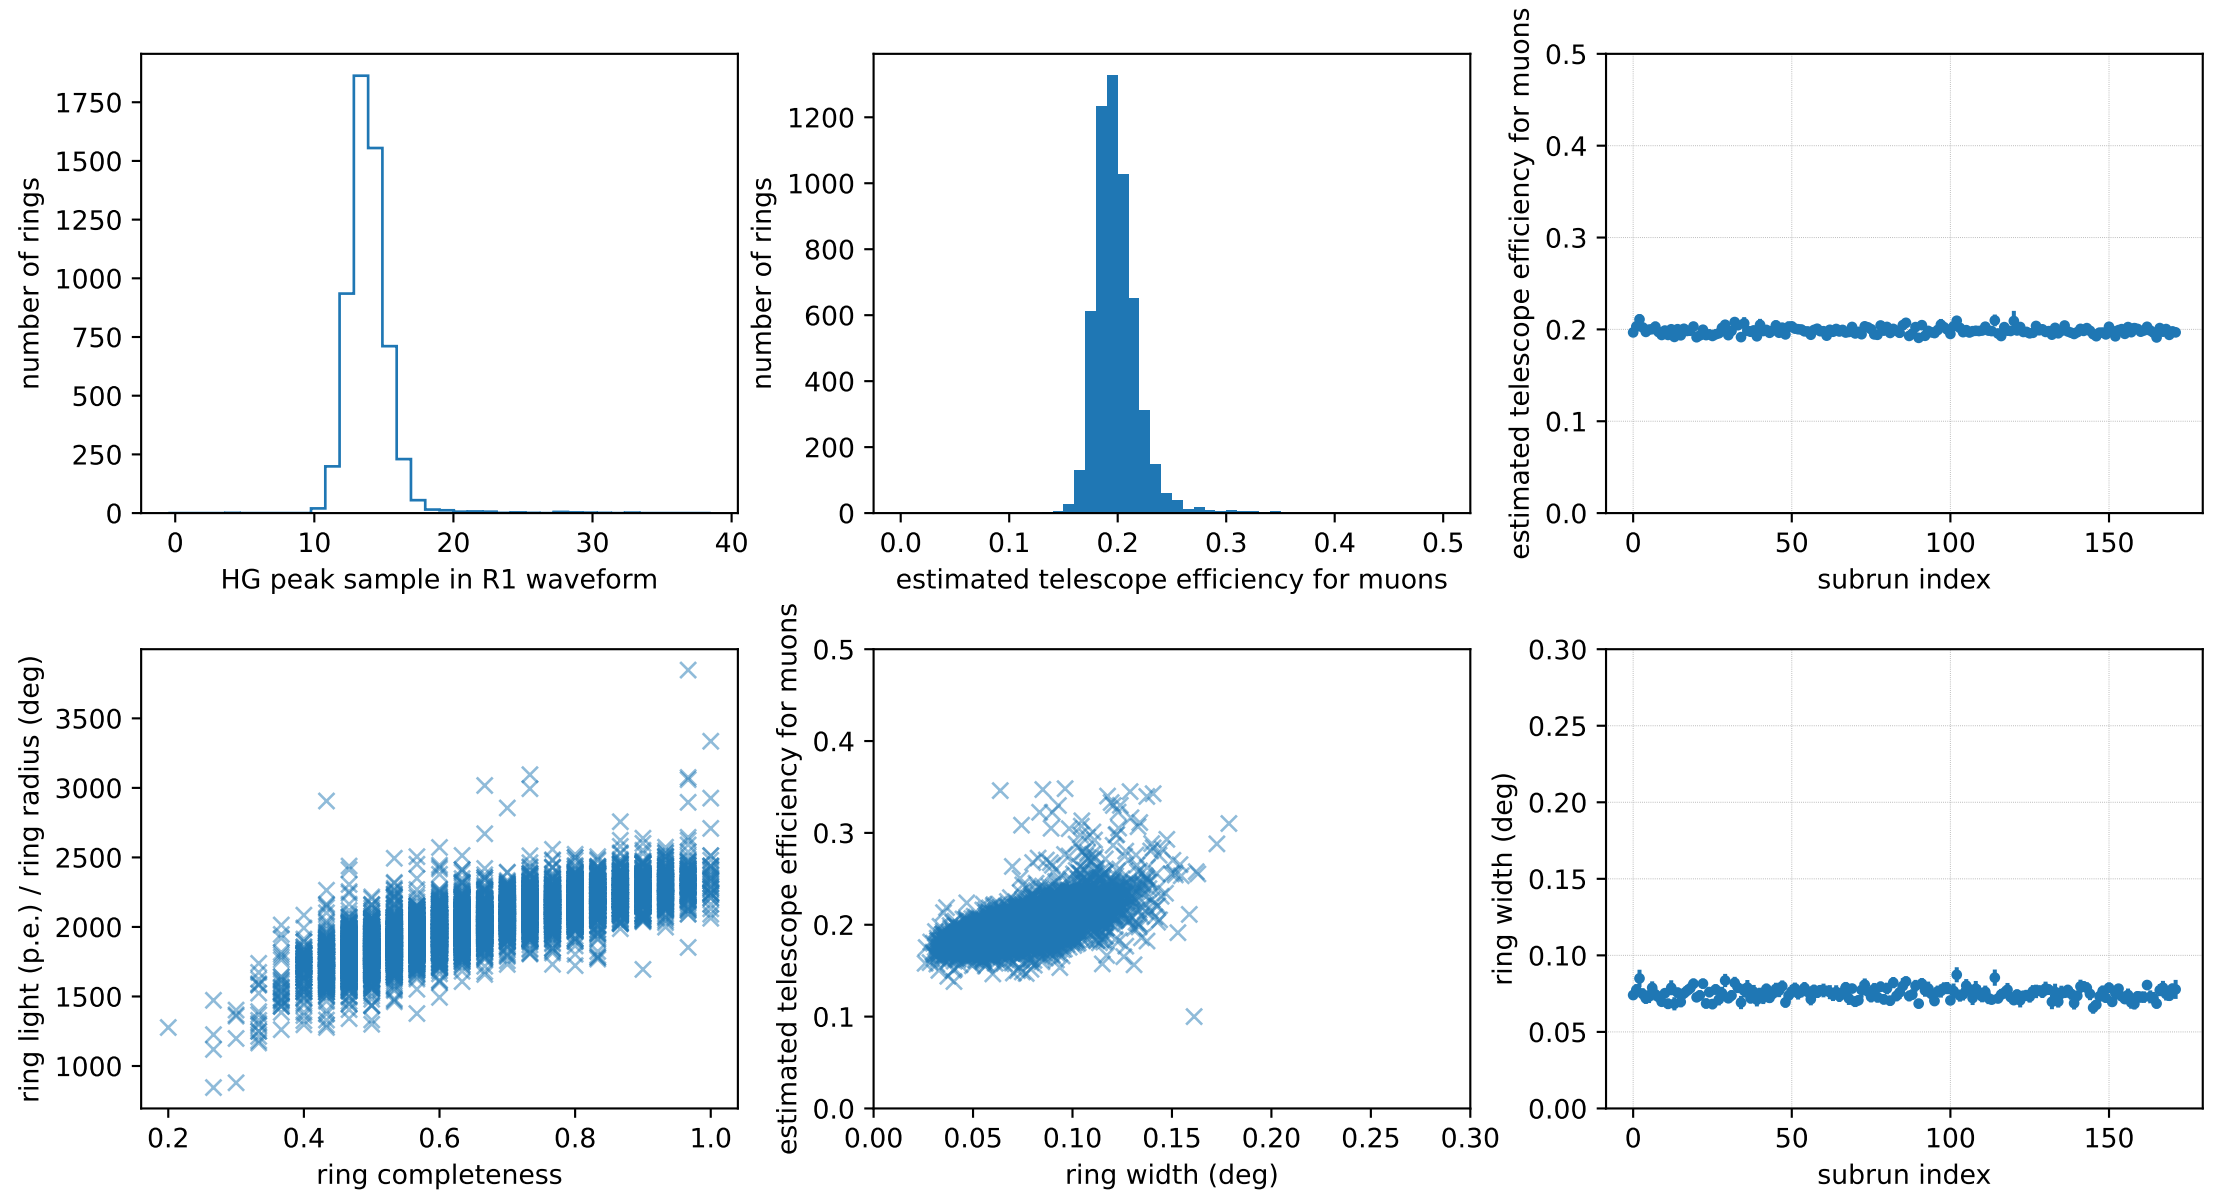 number of rings
1750
1500
1250
1000
750
500
250
0
0 10 20 30 40
HG peak sample in R1 waveform
number of rings
1200
1000
800
600
400
200
0
0.0 0.1 0.2 0.3 0.4 0.5
estimated telescope efficiency for muons
estimated telescope efficiency for muons
0.5
0.4
0.3
0.2
0.1
0.0
0 50 100 150
subrun index
ring light (p.e.) / ring radius (deg)
3500
3000
2500
2000
1500
1000
0.2 0.4 0.6 0.8 1.0
ring completeness
estimated telescope efficiency for muons
0.5
0.4
0.3
0.2
0.1
0.0
0.00 0.05 0.10 0.15 0.20 0.25 0.30
ring width (deg)
ring width (deg)
0.30
0.25
0.20
0.15
0.10
0.05
0.00
0 50 100 150
subrun index